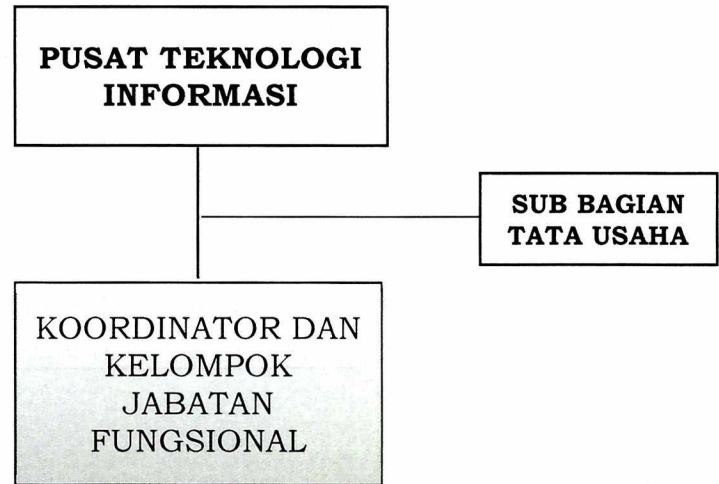 PUSAT TEKNOLOGI
INFORMASI
SUB BAGIAN
TATA USAHA
KOORDINATOR DAN
KELOMPOK
JABATAN
FUNGSIONAL